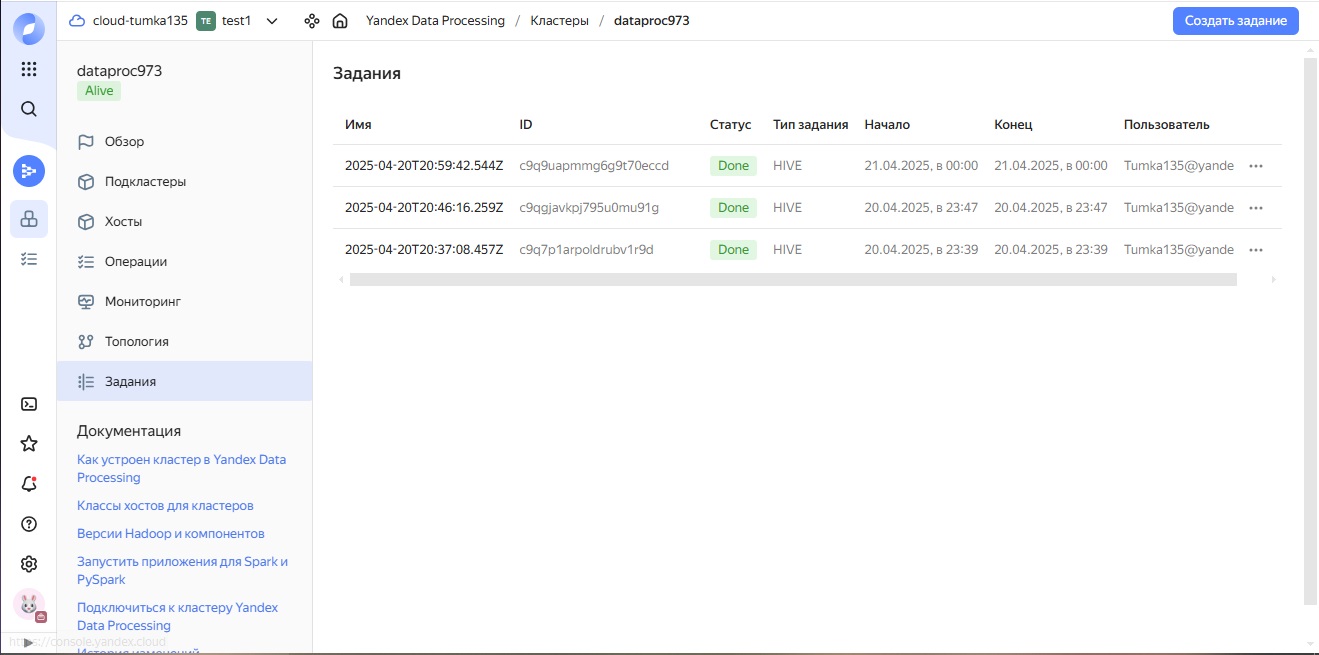 cloud-tumka135 TE test1 Yandex Data Processing / Кластеры / dataproc973 Создать задание
dataproc973
Alive
Обзор
Подкластеры
Хосты
Операции
Мониторинг
Топология
Задания
Документация
Как устроен кластер в Yandex Data
Processing
Классы хостов для кластеров
Версии Hadoop и компонентов
Запустить приложения для Spark и
PySpark
Подключиться к кластеру Yandex
Data Processing
История изменений
https://console.yandex.cloud
Задания
Имя ID Статус Тип задания Начало Конец Пользователь
2025-04-20T20:59:42.544Z c9q9uapmmg6g9t70eccd Done HIVE 21.04.2025, в 00:00 21.04.2025, в 00:00 Tumka135@yande
2025-04-20T20:46:16.259Z c9qgjavkpj795u0mu91g Done HIVE 20.04.2025, в 23:47 20.04.2025, в 23:47 Tumka135@yande
2025-04-20T20:37:08.457Z c9q7p1arpoldrubv1r9d Done HIVE 20.04.2025, в 23:39 20.04.2025, в 23:39 Tumka135@yande